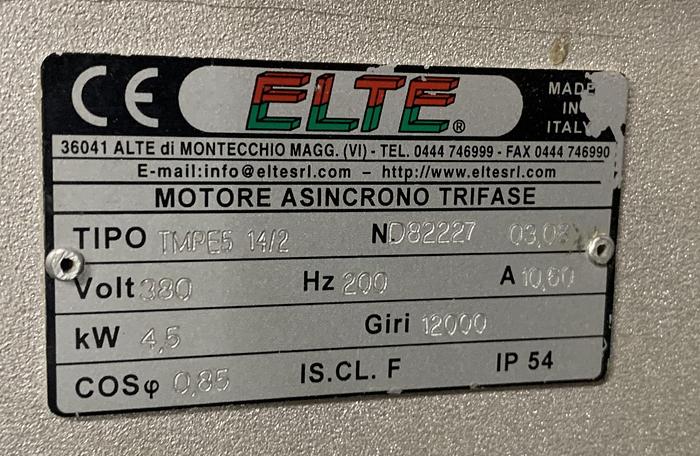 CE ELTE® MADE IN ITALY
36041 ALTE di MONTECCHIO MAGG. (VI) - TEL. 0444 746999 - FAX 0444 746990
E-mail:info@eltesrl.com – http://www.eltesrl.com
MOTORE ASINCRONO TRIFASE
TIPO TMPE5 14/2 N. D82227
Volt 380 Hz 200 A 10,60
kW 4,5 Giri 12000
COSφ 0,85 IS.CL. F IP 54